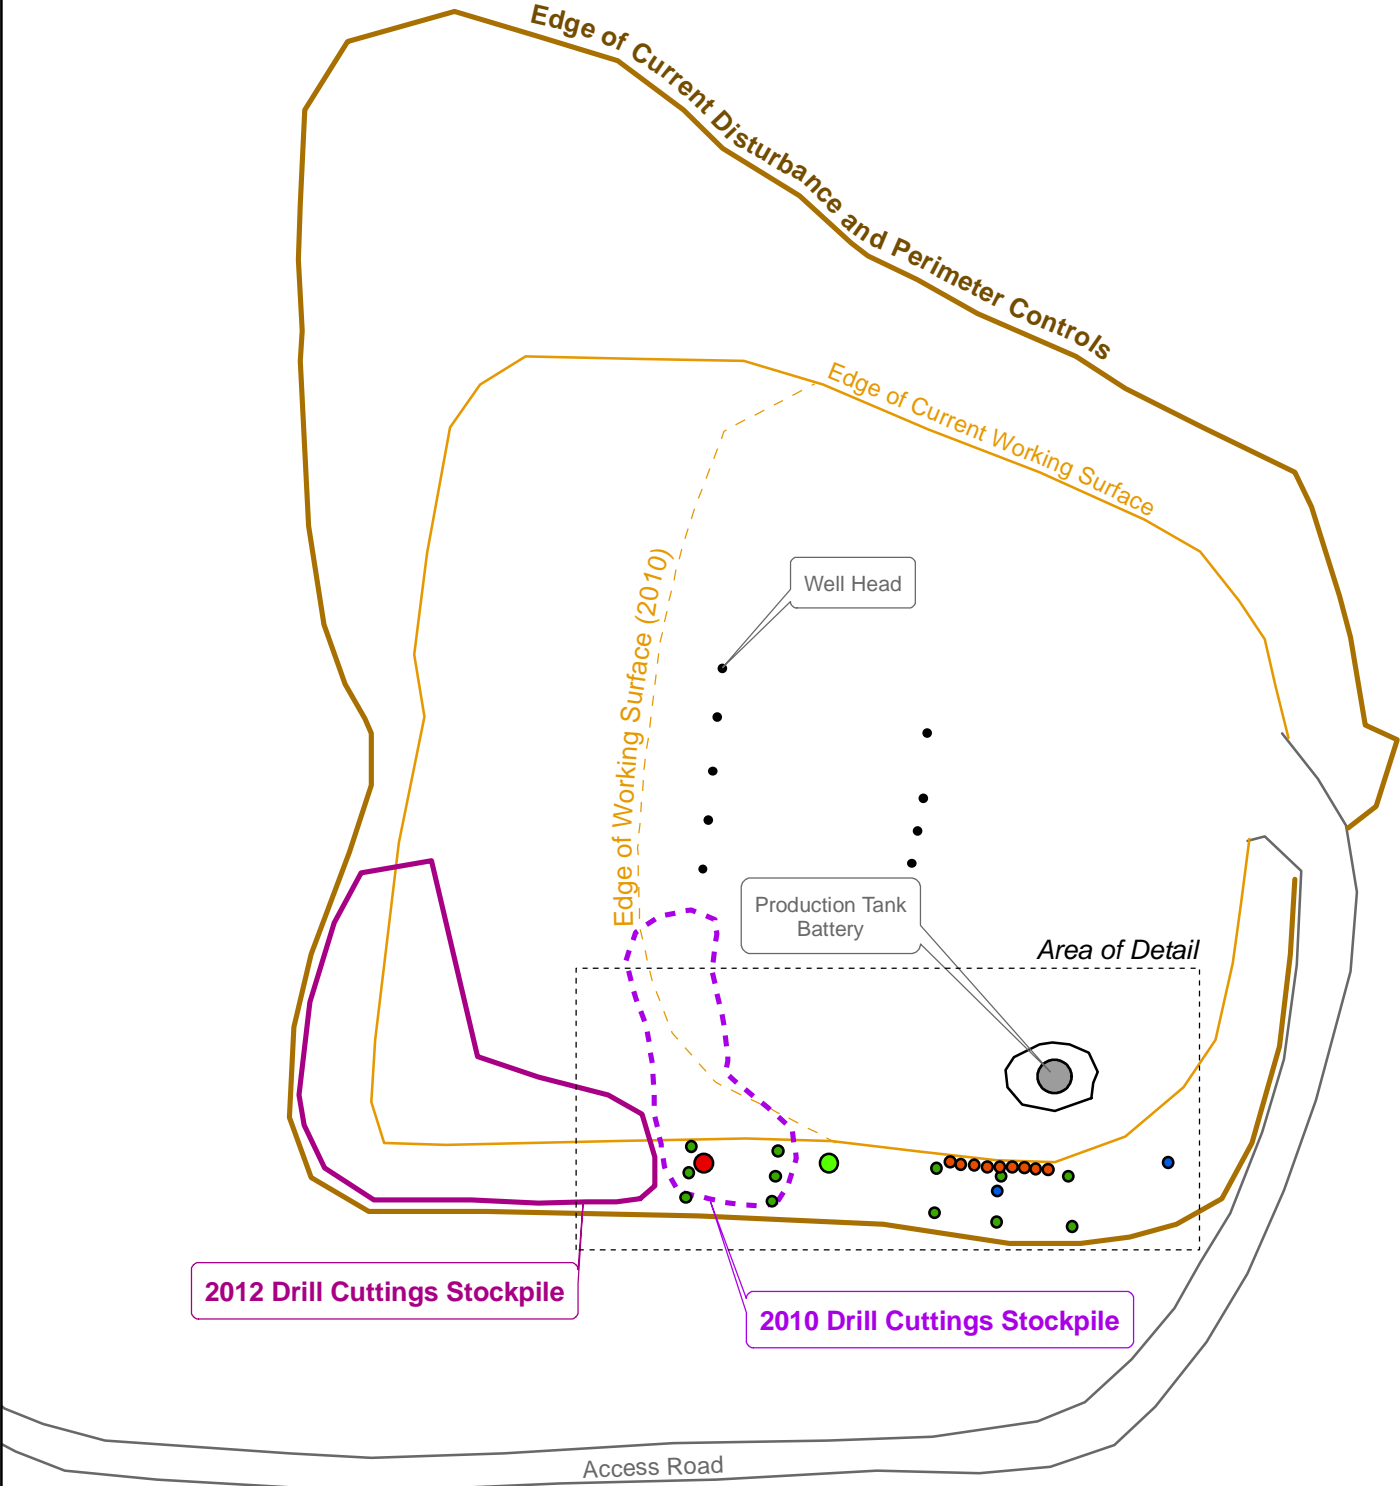 Edge of Current Disturbance and Perimeter Controls
Edge of Current Working Surface
Edge of Working Surface (2010)
Well Head
Production Tank
Battery
Area of Detail
2012 Drill Cuttings Stockpile
2010 Drill Cuttings Stockpile
Access Road